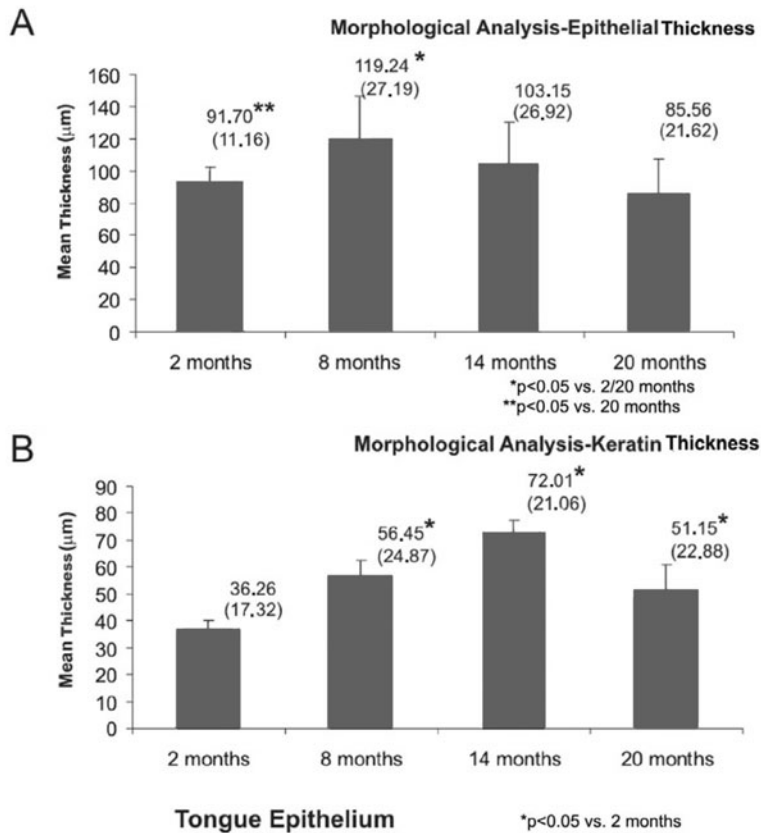 A
Morphological Analysis-Epithelial Thickness
Mean Thickness (μm)
160
140
120
100
80
60
40
20
0
91.70**
(11.16)
119.24 *
(27.19)
103.15
(26.92)
85.56
(21.62)
2 months 8 months 14 months 20 months
*p<0.05 vs. 2/20 months
**p<0.05 vs. 20 months
B
Morphological Analysis-Keratin Thickness
Mean Thickness (μm)
90
80
70
60
50
40
30
20
10
0
36.26
(17.32)
56.45*
(24.87)
72.01*
(21.06)
51.15*
(22.88)
2 months 8 months 14 months 20 months
Tongue Epithelium
*p<0.05 vs. 2 months